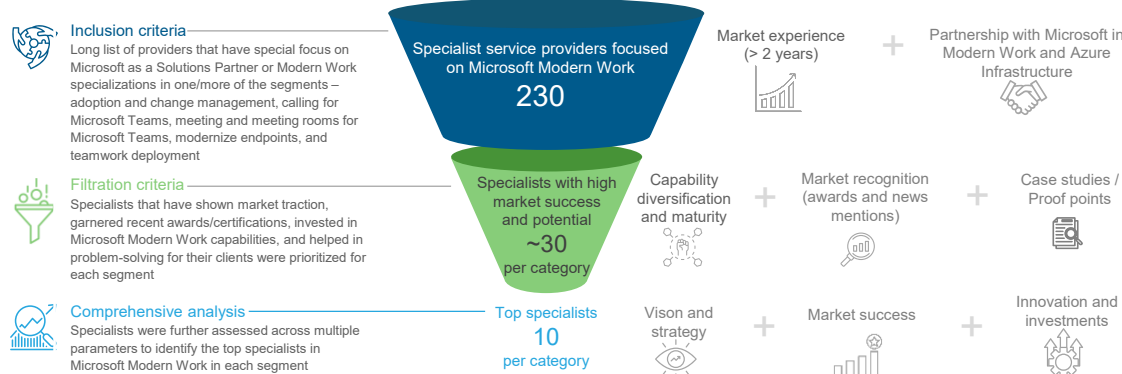 Inclusion criteria
Long list of providers that have special focus on
Microsoft as a Solutions Partner or Modern Work
specializations in one/more of the segments –
adoption and change management, calling for
Microsoft Teams, meeting and meeting rooms for
Microsoft Teams, modernize endpoints, and
teamwork deployment
Specialist service providers focused
on Microsoft Modern Work
230
Market experience
(> 2 years)
+
Partnership with Microsoft in
Modern Work and Azure
Infrastructure
Filtration criteria
Specialists that have shown market traction,
garnered recent awards/certifications, invested in
Microsoft Modern Work capabilities, and helped in
problem-solving for their clients were prioritized for
each segment
Specialists with high
market success
and potential
~30
per category
Capability
diversification
and maturity
+
Market recognition
(awards and news
mentions)
+
Case studies /
Proof points
Comprehensive analysis
Specialists were further assessed across multiple
parameters to identify the top specialists in
Microsoft Modern Work in each segment
Top specialists
10
per category
Vison and
strategy
+
Market success
+
Innovation and
investments